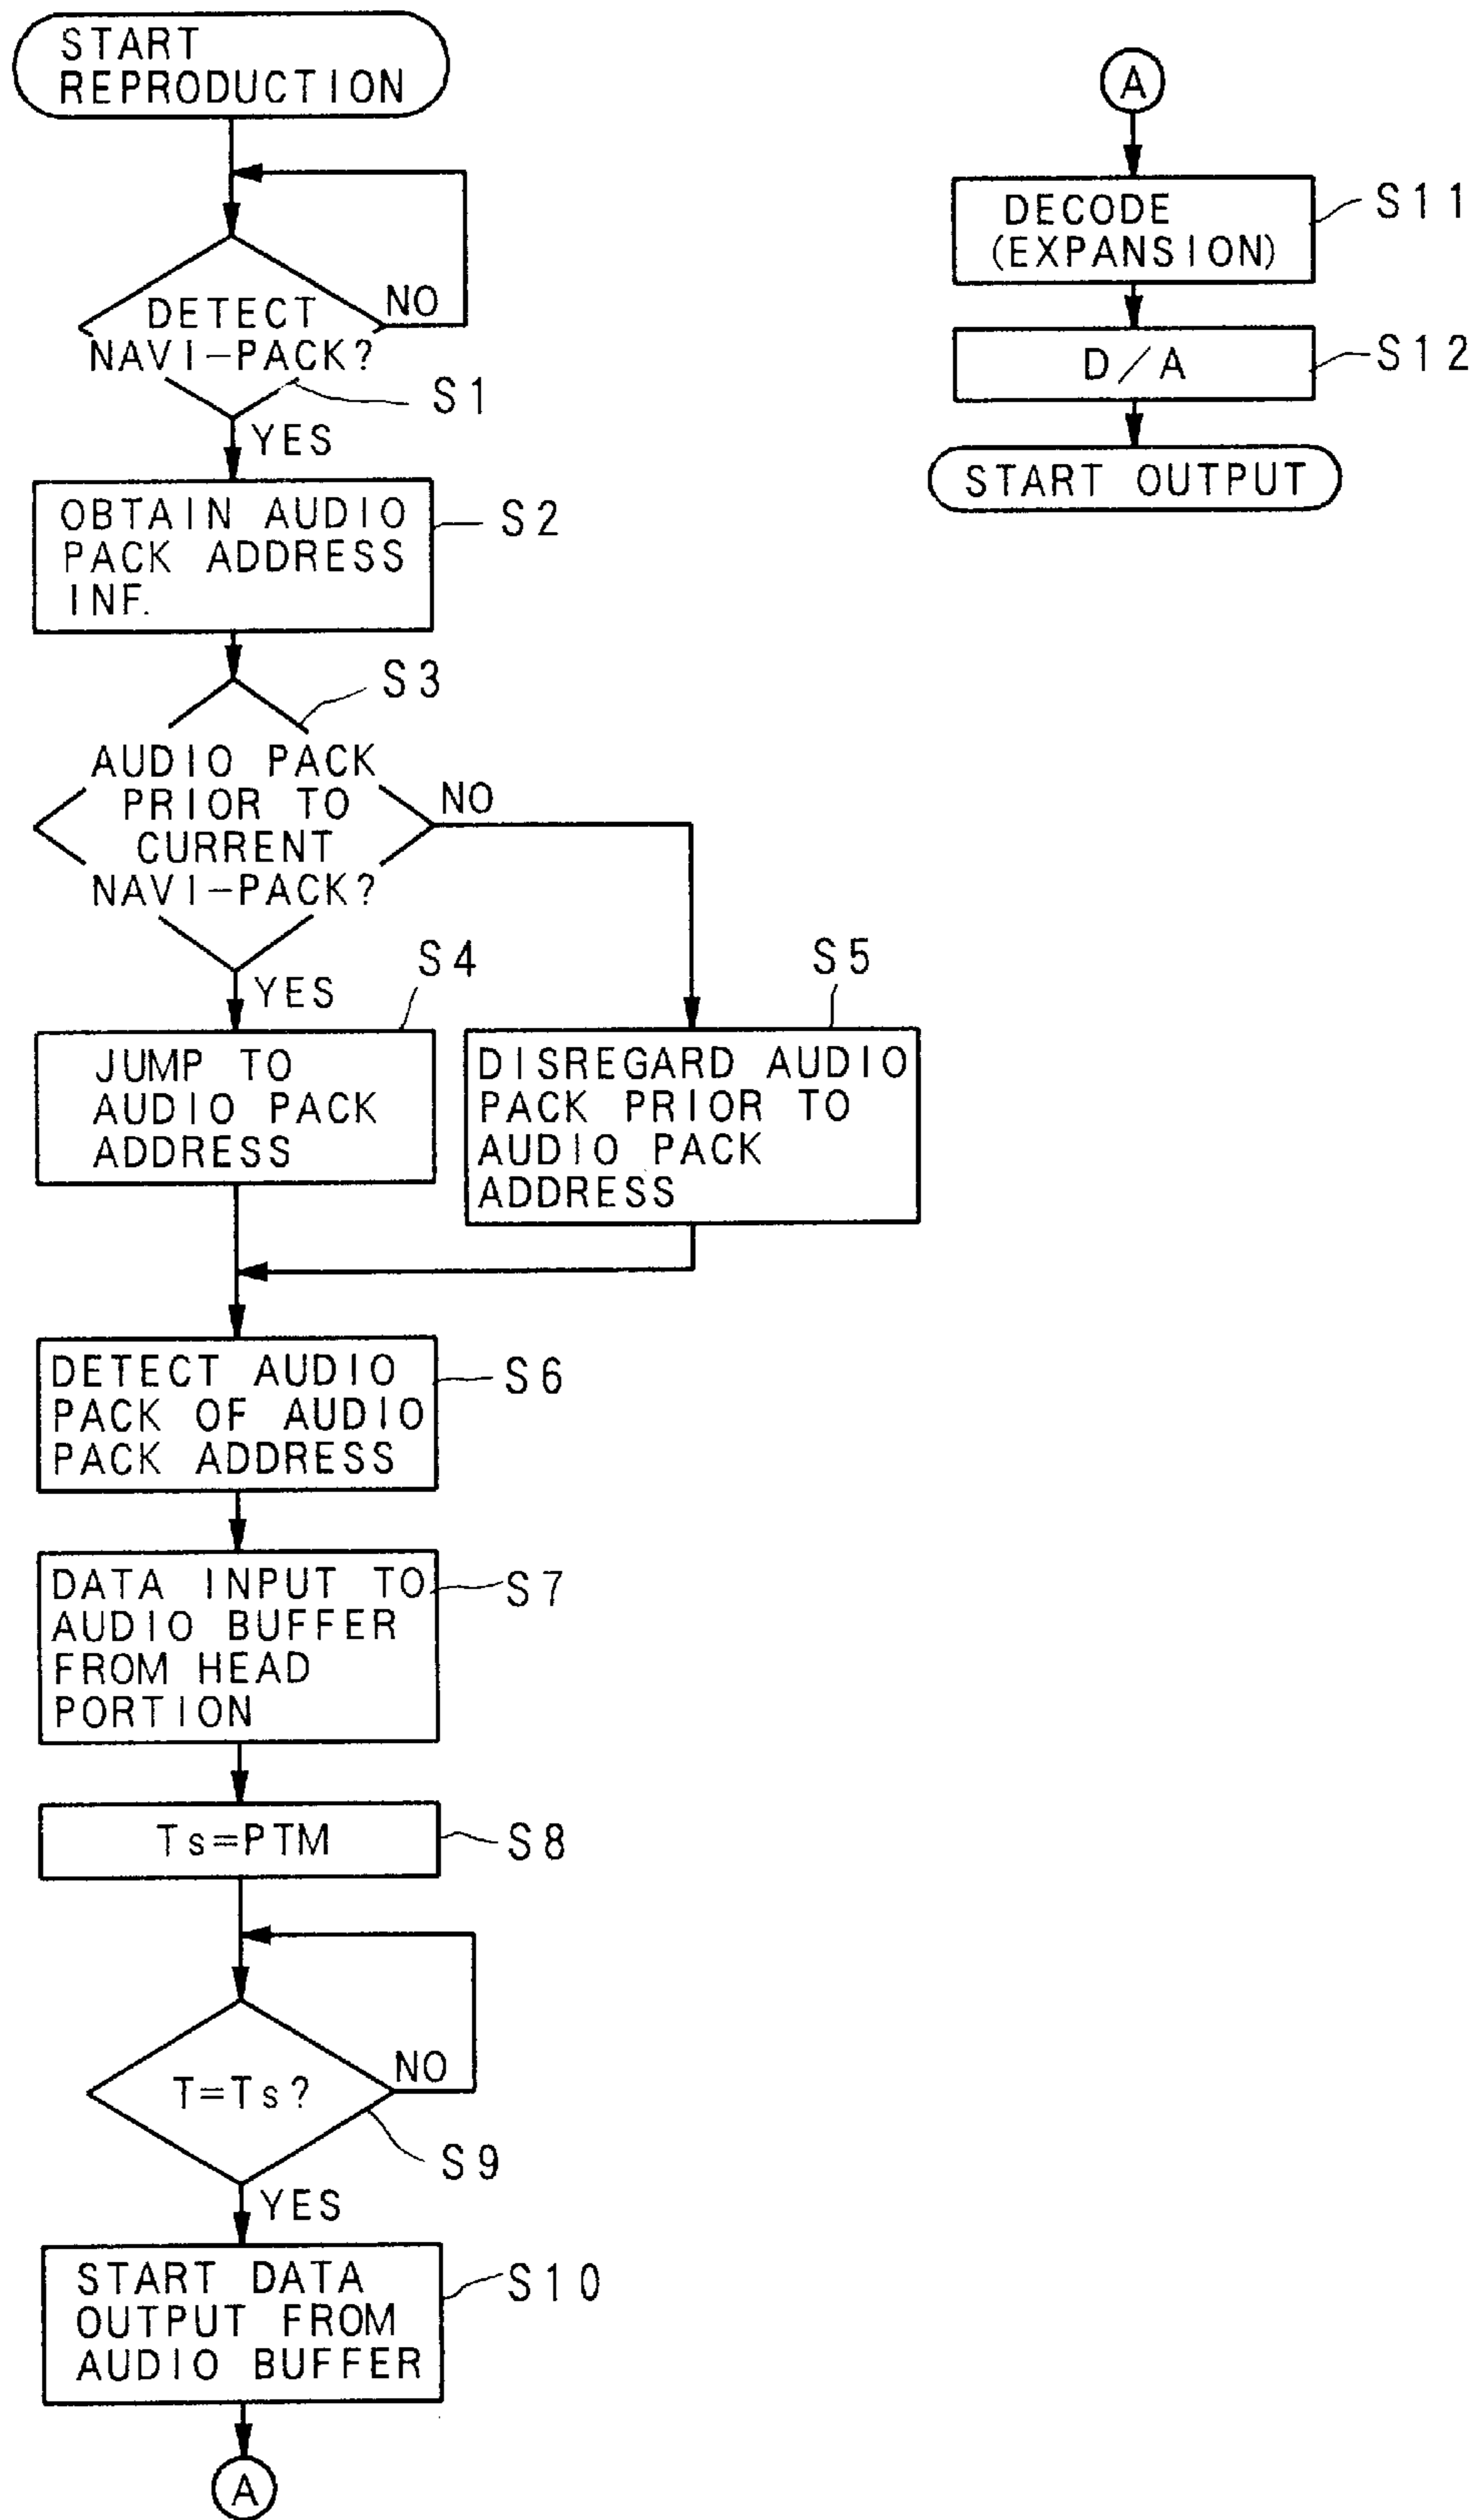 START
REPRODUCTION
DETECT
NAVI-PACK?
NO
S1
YES
OBTAIN AUDIO
PACK ADDRESS
INF.
S2
S3
AUDIO PACK
PRIOR TO
CURRENT
NAVI-PACK?
NO
YES
S4
JUMP TO
AUDIO PACK
ADDRESS
S5
DISREGARD AUDIO
PACK PRIOR TO
AUDIO PACK
ADDRESS
DETECT AUDIO
PACK OF AUDIO
PACK ADDRESS
S6
DATA INPUT TO
AUDIO BUFFER
FROM HEAD
PORTION
S7
Ts=PTM
S8
T=Ts?
NO
S9
YES
START DATA
OUTPUT FROM
AUDIO BUFFER
S10
A
A
DECODE
(EXPANSION)
S11
D/A
S12
START OUTPUT